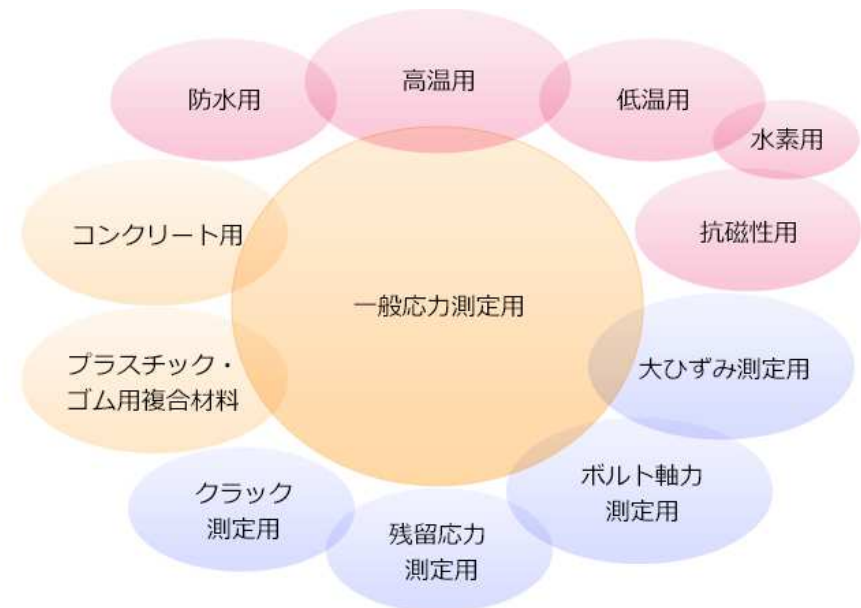 防水用
高温用
低温用
水素用
コンクリート用
抗磁性用
一般応力測定用
プラスチック・
ゴム用複合材料
大ひずみ測定用
クラック
測定用
残留応力
測定用
ボルト軸力
測定用